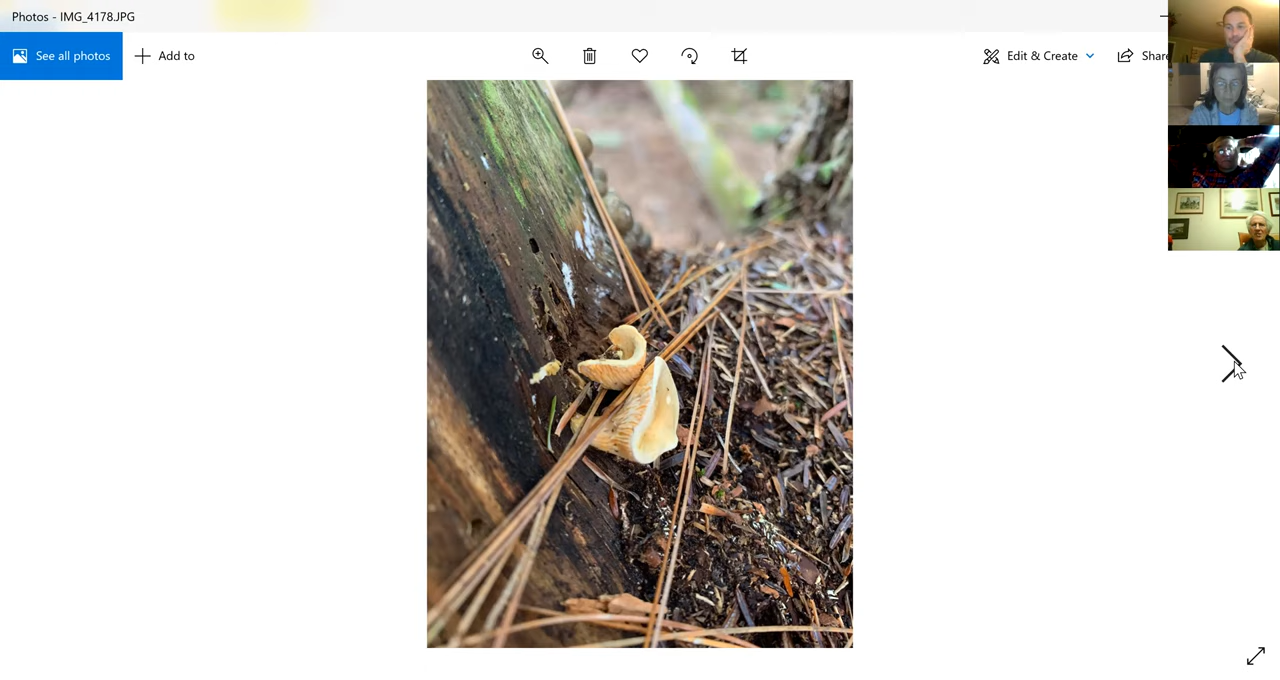 Photos - IMG_4178.JPG
See all photos
Add to
Edit & Create
Share